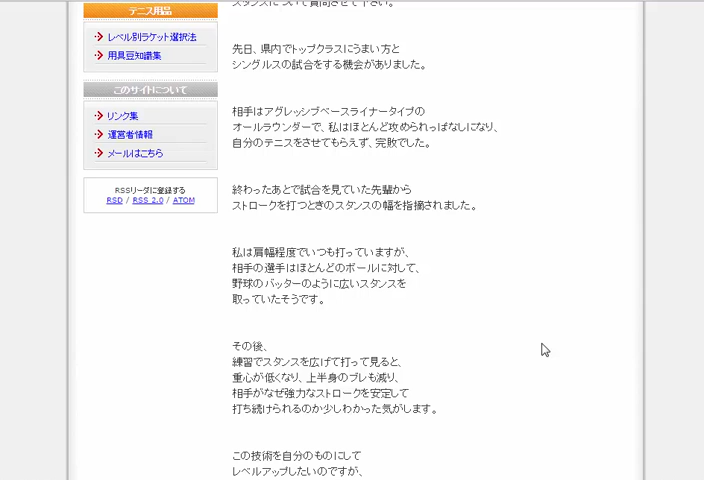 テニス用品
レベル別ラケット選択法
用具豆知識集
このサイトについて
リンク集
運営者情報
メールはこちら
RSSリーダに登録する
RSD / RSS 2.0 / ATOM
スタンスについて質問させて下さい。
先日、県内でトップクラスにうまい方と
シングルスの試合をする機会がありました。
相手はアグレッシブベースライナータイプの
オールラウンダーで、私はほとんど攻められっぱなしになり、
自分のテニスをさせてもらえず、完敗でした。
終わったあとで試合を見ていた先輩から
ストロークを打つときのスタンスの幅を指摘されました。
私は肩幅程度でいつも打っていますが、
相手の選手はほとんどのボールに対して、
野球のバッターのように広いスタンスを
取っていたそうです。
その後、
練習でスタンスを広げて打って見ると、
重心が低くなり、上半身のブレも減り、
相手がなぜ強力なストロークを安定して
打ち続けられるのか少しわかった気がします。
この技術を自分のものにして
レベルアップしたいのですが、